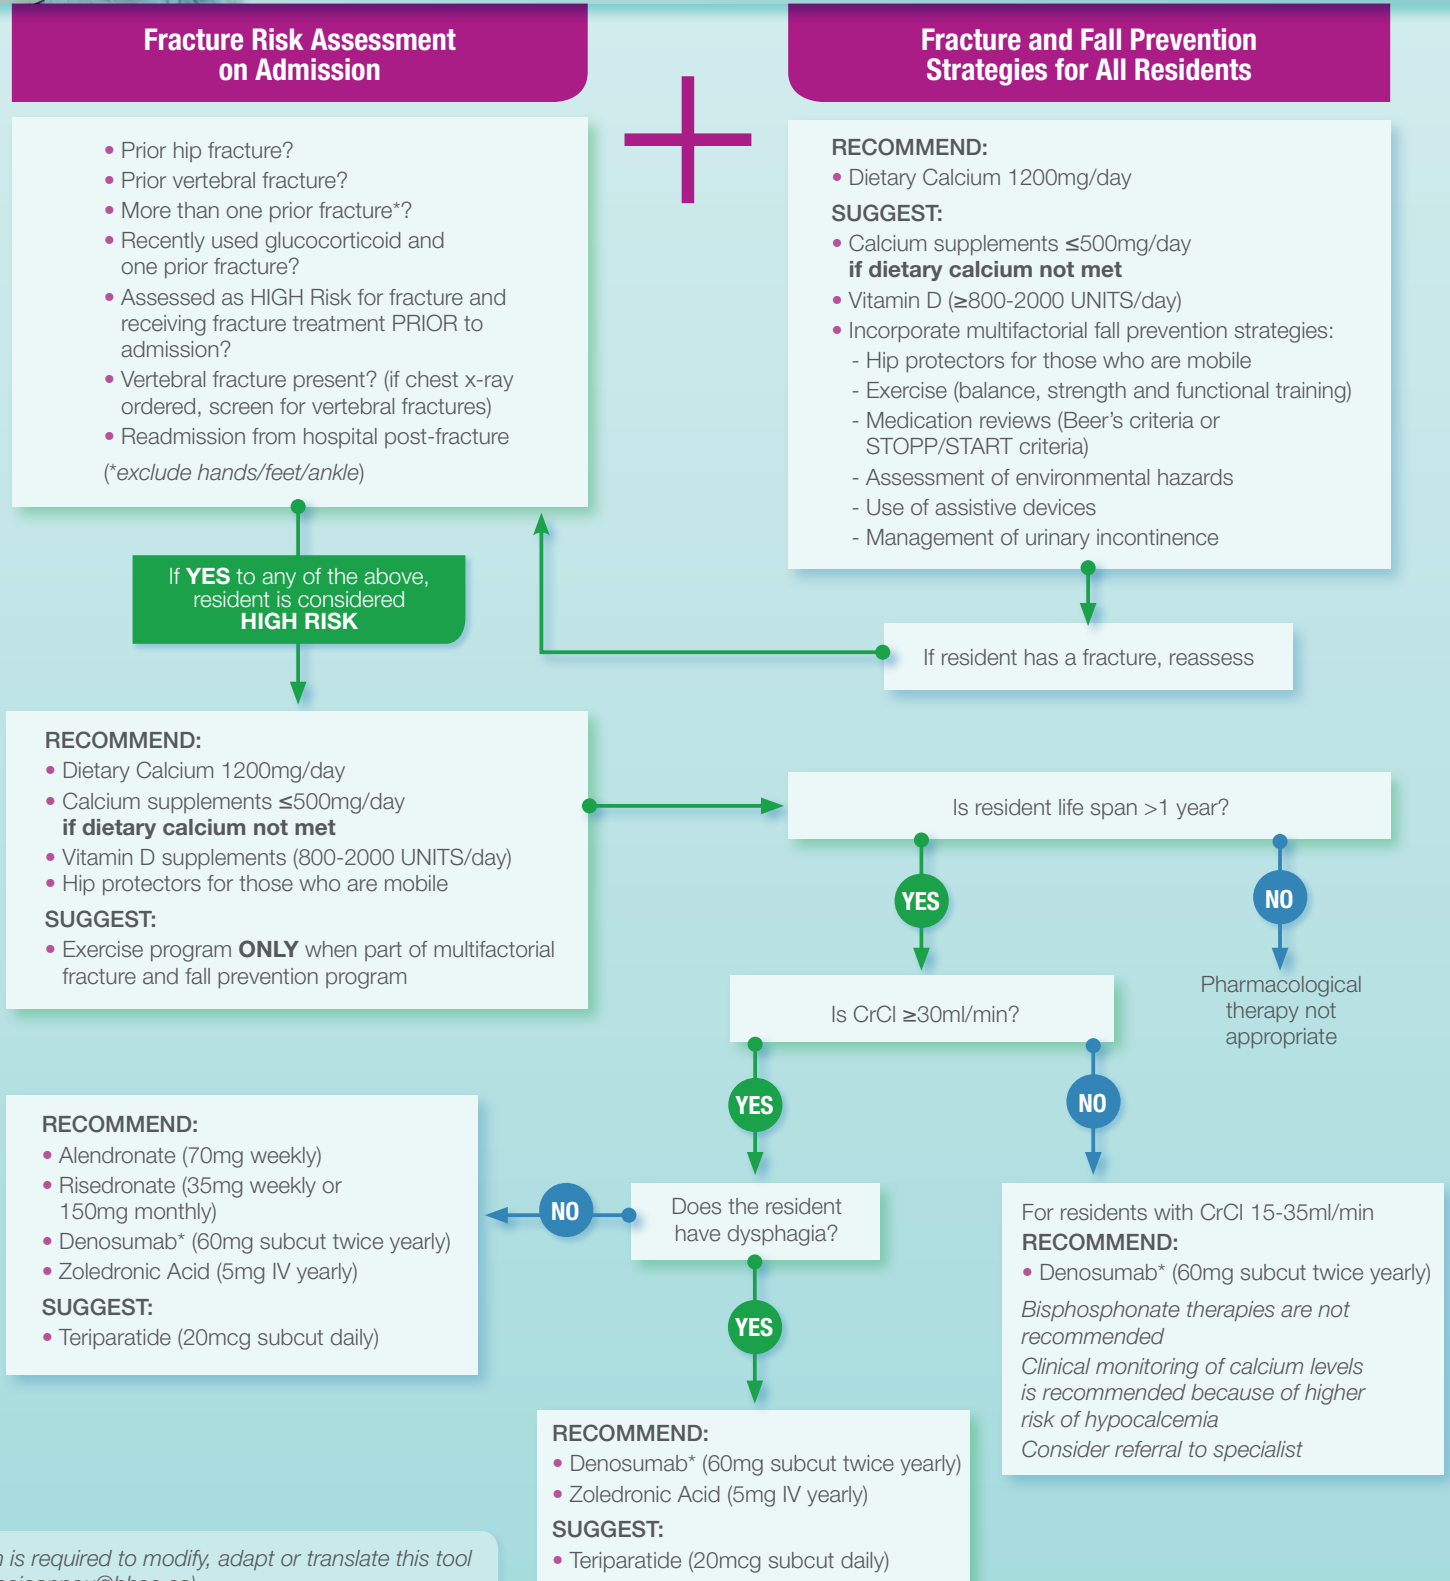 Fracture Risk Assessment
on Admission
• Prior hip fracture?
• Prior vertebral fracture?
• More than one prior fracture*?
• Recently used glucocorticoid and
one prior fracture?
• Assessed as HIGH Risk for fracture and
receiving fracture treatment PRIOR to
admission?
• Vertebral fracture present? (if chest x-ray
ordered, screen for vertebral fractures)
• Readmission from hospital post-fracture
(*exclude hands/feet/ankle)
+
Fracture and Fall Prevention
Strategies for All Residents
RECOMMEND:
• Dietary Calcium 1200mg/day
SUGGEST:
• Calcium supplements ≤500mg/day
if dietary calcium not met
• Vitamin D (≥800-2000 UNITS/day)
• Incorporate multifactorial fall prevention strategies:
- Hip protectors for those who are mobile
- Exercise (balance, strength and functional training)
- Medication reviews (Beer's criteria or
STOPP/START criteria)
- Assessment of environmental hazards
- Use of assistive devices
- Management of urinary incontinence
If YES to any of the above,
resident is considered
HIGH RISK
If resident has a fracture, reassess
RECOMMEND:
• Dietary Calcium 1200mg/day
• Calcium supplements ≤500mg/day
if dietary calcium not met
• Vitamin D supplements (800-2000 UNITS/day)
• Hip protectors for those who are mobile
SUGGEST:
• Exercise program ONLY when part of multifactorial
fracture and fall prevention program
Is resident life span >1 year?
YES
NO
Is CrCl ≥30ml/min?
Pharmacological
therapy not
appropriate
YES
NO
Does the resident
have dysphagia?
NO
RECOMMEND:
• Alendronate (70mg weekly)
• Risedronate (35mg weekly or
150mg monthly)
• Denosumab* (60mg subcut twice yearly)
• Zoledronic Acid (5mg IV yearly)
SUGGEST:
• Teriparatide (20mcg subcut daily)
For residents with CrCl 15-35ml/min
RECOMMEND:
• Denosumab* (60mg subcut twice yearly)
Bisphosphonate therapies are not
recommended
Clinical monitoring of calcium levels
is recommended because of higher
risk of hypocalcemia
Consider referral to specialist
YES
RECOMMEND:
• Denosumab* (60mg subcut twice yearly)
• Zoledronic Acid (5mg IV yearly)
SUGGEST:
• Teriparatide (20mcg subcut daily)
is required to modify, adapt or translate this tool